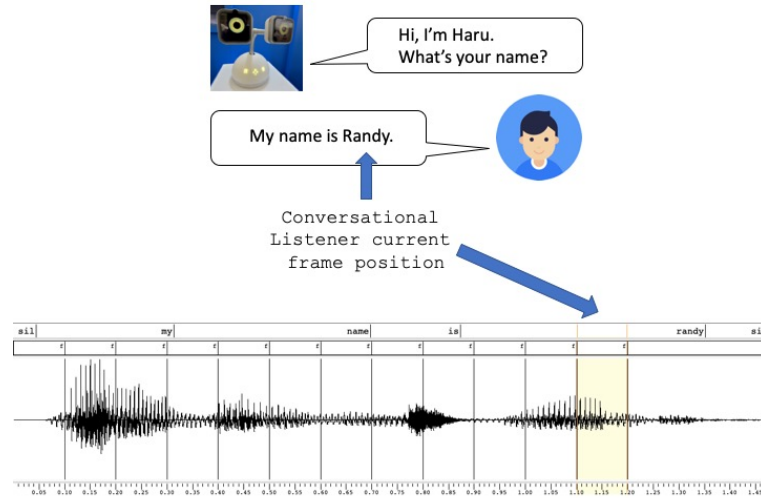 Hi, I'm Haru.
What's your name?
My name is Randy.
Conversational
Listener current
frame position
sil my name is randy si
f f f f f f f f f f f f
0.05 0.10 0.15 0.20 0.25 0.30 0.35 0.40 0.45 0.50 0.55 0.60 0.65 0.70 0.75 0.80 0.85 0.90 0.95 1.00 1.05 1.10 1.15 1.20 1.25 1.30 1.35 1.40 1.45